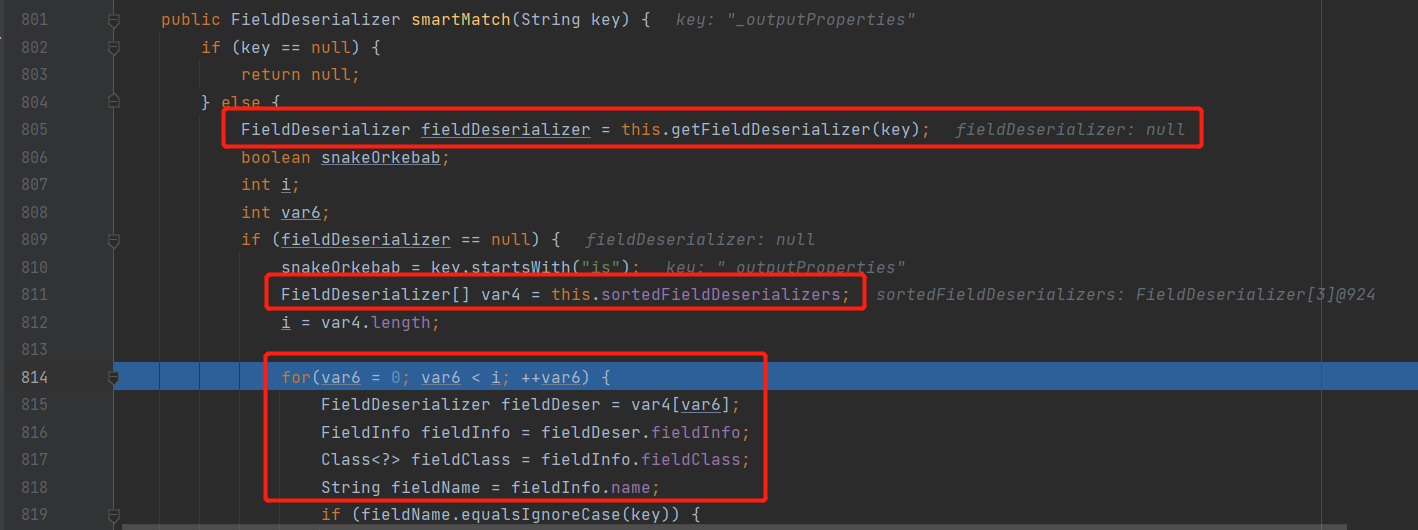 801 public FieldDeserializer smartMatch(String key) { key: "_outputProperties"
802 if (key == null) {
803 return null;
804 } else {
805 FieldDeserializer fieldDeserializer = this.getFieldDeserializer(key); fieldDeserializer: null
806 boolean snakeOrkebab;
807 int i;
808 int var6;
809 if (fieldDeserializer == null) { fieldDeserializer: null
810 snakeOrkebab = key.startsWith("is"); key: "_outputProperties"
811 FieldDeserializer[] var4 = this.sortedFieldDeserializers; sortedFieldDeserializers: FieldDeserializer[3]@924
812 i = var4.length;
813
814 for(var6 = 0; var6 < i; ++var6) {
815 FieldDeserializer fieldDeser = var4[var6];
816 FieldInfo fieldInfo = fieldDeser.fieldInfo;
817 Class<?> fieldClass = fieldInfo.fieldClass;
818 String fieldName = fieldInfo.name;
819 if (fieldName.equalsIgnoreCase(key)) {